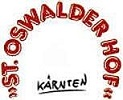 "ST. OSWALDER HOF"
KÄRNTEN